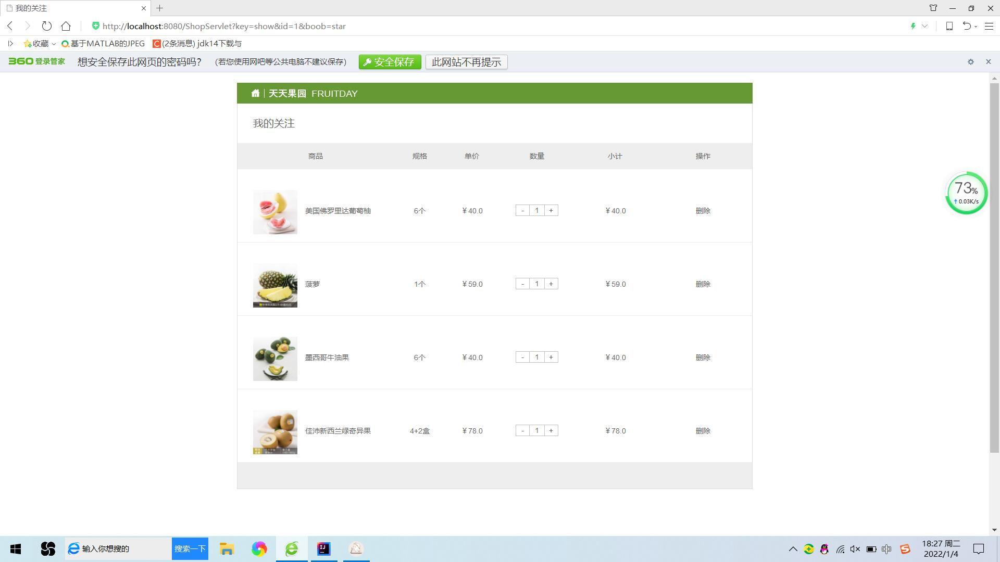 我的关注
http://localhost:8080/ShopServlet?key=show&id=1&boob=star
收藏 基于MATLAB的JPEG (2条消息) jdk14下载与
360登录管家 想安全保存此网页的密码吗? (若您使用网吧等公共电脑不建议保存) 安全保存 此网站不再提示
天天果园 FRUITDAY
我的关注
商品 规格 单价 数量 小计 操作
美国佛罗里达葡萄柚 6个 ¥40.0 - 1 + ¥40.0 删除
73%
0.03K/s
菠萝 1个 ¥59.0 - 1 + ¥59.0 删除
墨西哥牛油果 6个 ¥40.0 - 1 + ¥40.0 删除
佳沛新西兰绿奇异果 4+2盒 ¥78.0 - 1 + ¥78.0 删除
输入你想搜的 搜索一下 IJ 中 18:27 周二
2022/1/4